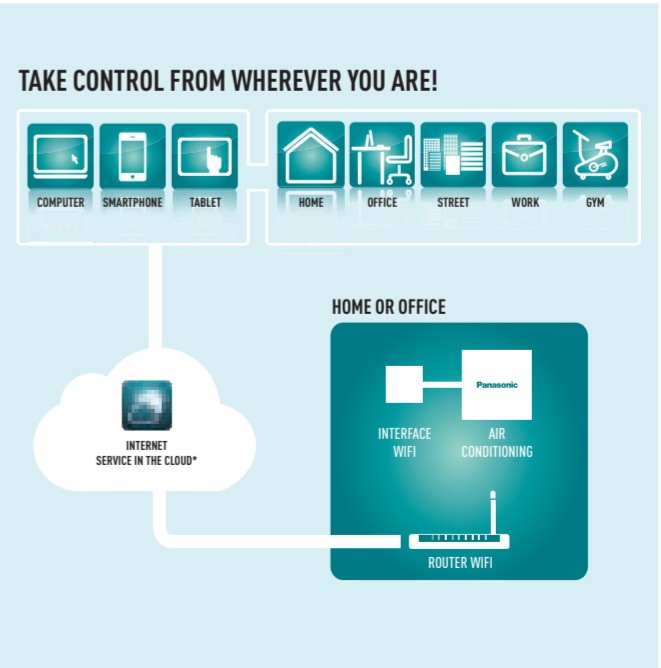 TAKE CONTROL FROM WHEREVER YOU ARE!
COMPUTER
SMARTPHONE
TABLET
HOME
OFFICE
STREET
WORK
GYM
HOME OR OFFICE
Panasonic
INTERFACE
WIFI
AIR
CONDITIONING
INTERNET
SERVICE IN THE CLOUD*
ROUTER WIFI